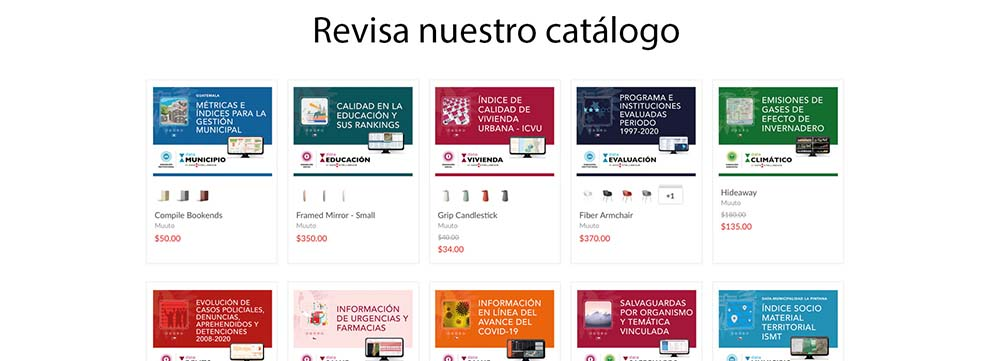 Revisa nuestro catálogo
GUATEMALA
MÉTRICAS E
ÍNDICES PARA LA
GESTIÓN
MUNICIPAL
MUNICIPIO
Compile Bookends
Muuto
$50.00
CALIDAD EN LA
EDUCACIÓN Y
SUS RANKINGS
EDUCACIÓN
Framed Mirror - Small
Muuto
$350.00
ÍNDICE DE
CALIDAD DE
VIVIENDA
URBANA - ICVU
VIVIENDA
Grip Candlestick
Muuto
$40.00
$34.00
PROGRAMA E
INSTITUCIONES
EVALUADAS
PERIODO
1997-2020
EVALUACIÓN
+1
Fiber Armchair
Muuto
$370.00
EMISIONES DE
GASES DE
EFECTO DE
INVERNADERO
CLIMÁTICO
Hideaway
Muuto
$180.00
$135.00
EVOLUCIÓN DE
CASOS POLICIALES,
DENUNCIAS,
APREHENDIDOS Y
DETENCIONES
2008-2020
INFORMACIÓN
DE URGENCIAS Y
FARMACIAS
INFORMACIÓN
EN LÍNEA DEL
AVANCE DEL
COVID-19
SALVAGUARDAS
POR ORGANISMO
Y TEMÁTICA
VINCULADA
DATA-MUNICIPALIDAD LA PINTANA
ÍNDICE SOCIO
MATERIAL
TERRITORIAL
ISMT